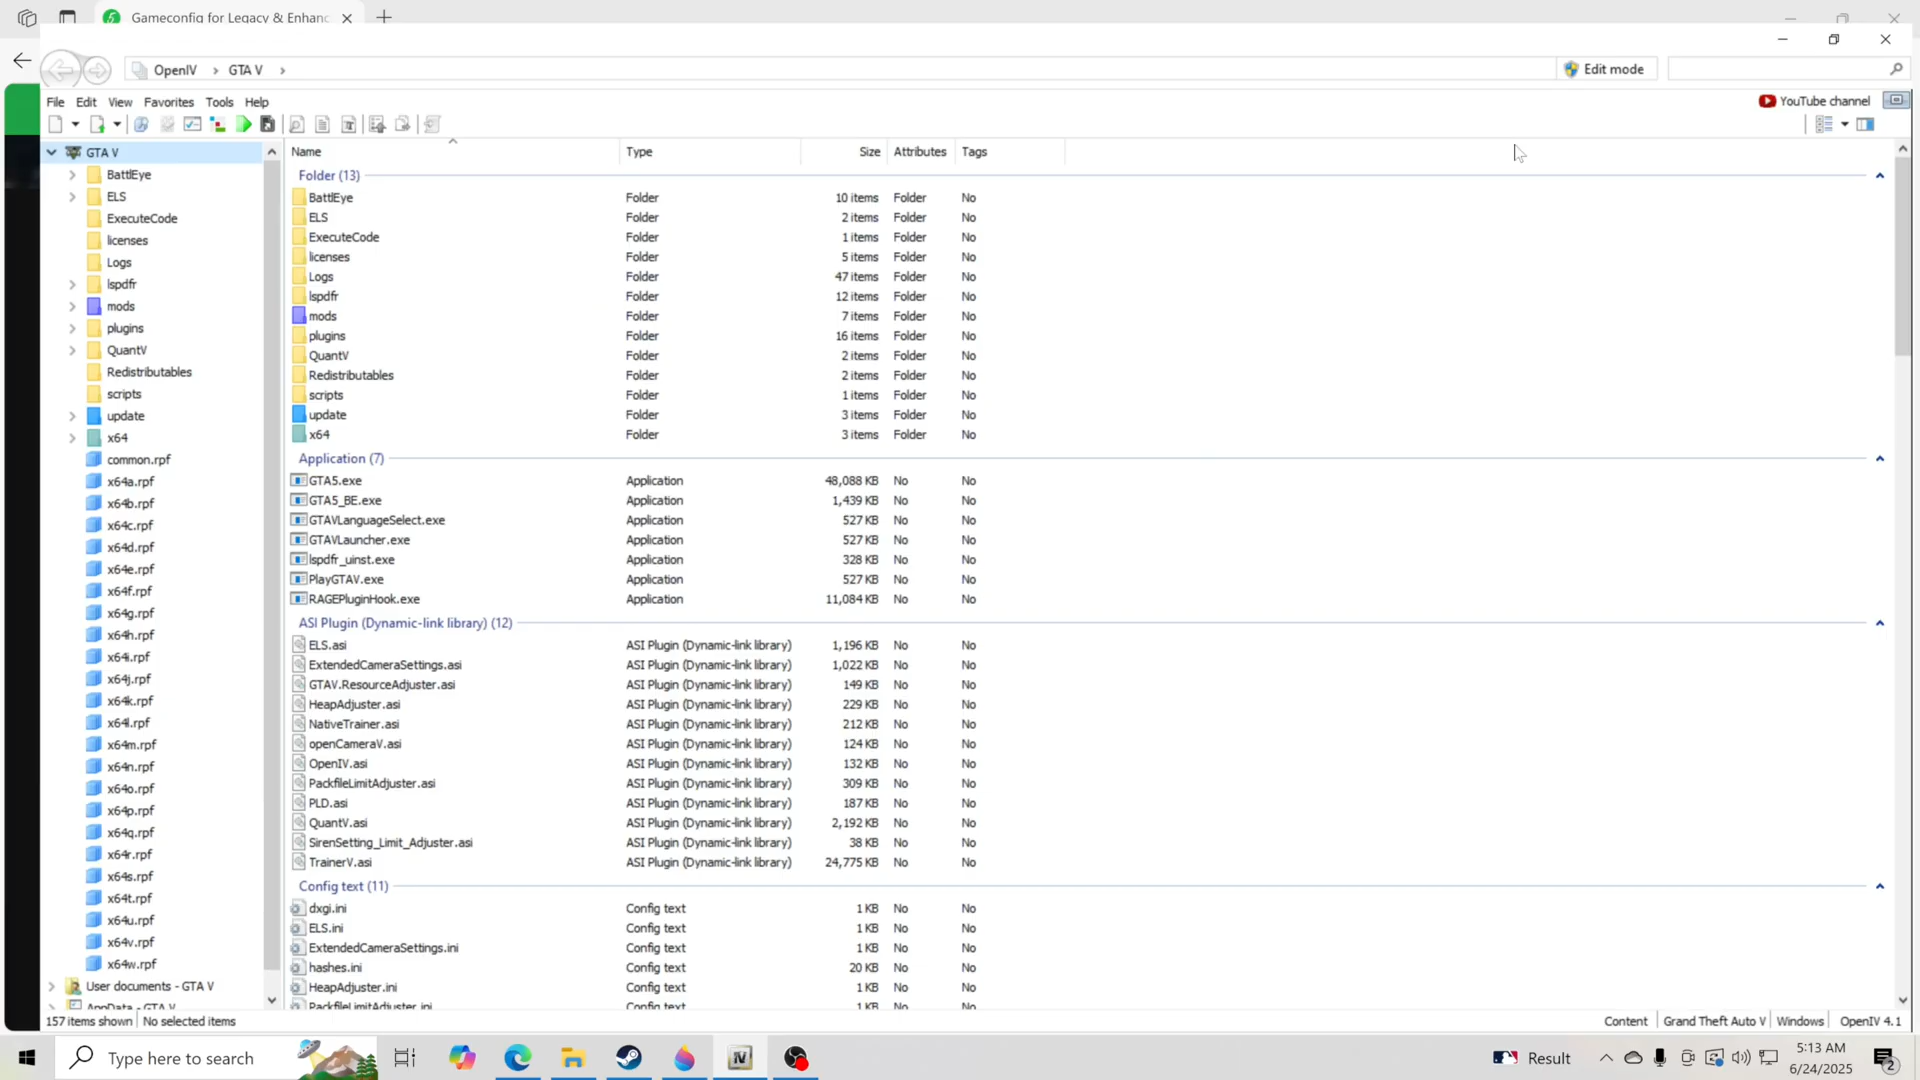 Gameconfig for Legacy & Enhanc
OpenIV > GTA V >
Edit mode
File Edit View Favorites Tools Help
YouTube channel
GTA V
BattlEye
ELS
ExecuteCode
licenses
Logs
lspdfr
mods
plugins
QuantV
Redistributables
scripts
update
x64
common.rpf
x64a.rpf
x64b.rpf
x64c.rpf
x64d.rpf
x64e.rpf
x64f.rpf
x64g.rpf
x64h.rpf
x64i.rpf
x64j.rpf
x64k.rpf
x64l.rpf
x64m.rpf
x64n.rpf
x64o.rpf
x64p.rpf
x64q.rpf
x64r.rpf
x64s.rpf
x64t.rpf
x64u.rpf
x64v.rpf
x64w.rpf
User documents - GTA V
AppData - GTA V
Name Type Size Attributes Tags
Folder (13)
BattlEye Folder 10 items Folder No
ELS Folder 2 items Folder No
ExecuteCode Folder 1 items Folder No
licenses Folder 5 items Folder No
Logs Folder 47 items Folder No
lspdfr Folder 12 items Folder No
mods Folder 7 items Folder No
plugins Folder 16 items Folder No
QuantV Folder 2 items Folder No
Redistributables Folder 2 items Folder No
scripts Folder 1 items Folder No
update Folder 3 items Folder No
x64 Folder 3 items Folder No
Application (7)
GTA5.exe Application 48,088 KB No No
GTA5_BE.exe Application 1,439 KB No No
GTAVLanguageSelect.exe Application 527 KB No No
GTAVLauncher.exe Application 527 KB No No
lspdfr_uinst.exe Application 328 KB No No
PlayGTAV.exe Application 527 KB No No
RAGEPluginHook.exe Application 11,084 KB No No
ASI Plugin (Dynamic-link library) (12)
ELS.asi ASI Plugin (Dynamic-link library) 1,196 KB No No
ExtendedCameraSettings.asi ASI Plugin (Dynamic-link library) 1,022 KB No No
GTAV.ResourceAdjuster.asi ASI Plugin (Dynamic-link library) 149 KB No No
HeapAdjuster.asi ASI Plugin (Dynamic-link library) 229 KB No No
NativeTrainer.asi ASI Plugin (Dynamic-link library) 212 KB No No
openCameraV.asi ASI Plugin (Dynamic-link library) 124 KB No No
OpenIV.asi ASI Plugin (Dynamic-link library) 132 KB No No
PackfileLimitAdjuster.asi ASI Plugin (Dynamic-link library) 309 KB No No
PLD.asi ASI Plugin (Dynamic-link library) 187 KB No No
QuantV.asi ASI Plugin (Dynamic-link library) 2,192 KB No No
SirenSetting_Limit_Adjuster.asi ASI Plugin (Dynamic-link library) 38 KB No No
TrainerV.asi ASI Plugin (Dynamic-link library) 24,775 KB No No
Config text (11)
dxgi.ini Config text 1 KB No No
ELS.ini Config text 1 KB No No
ExtendedCameraSettings.ini Config text 1 KB No No
hashes.ini Config text 20 KB No No
HeapAdjuster.ini Config text 1 KB No No
PackfileLimitAdjuster.ini Config text 1 KB No No
157 items shown No selected items
Content Grand Theft Auto V Windows OpenIV 4.1
Type here to search
Result
5:13 AM
6/24/2025
2